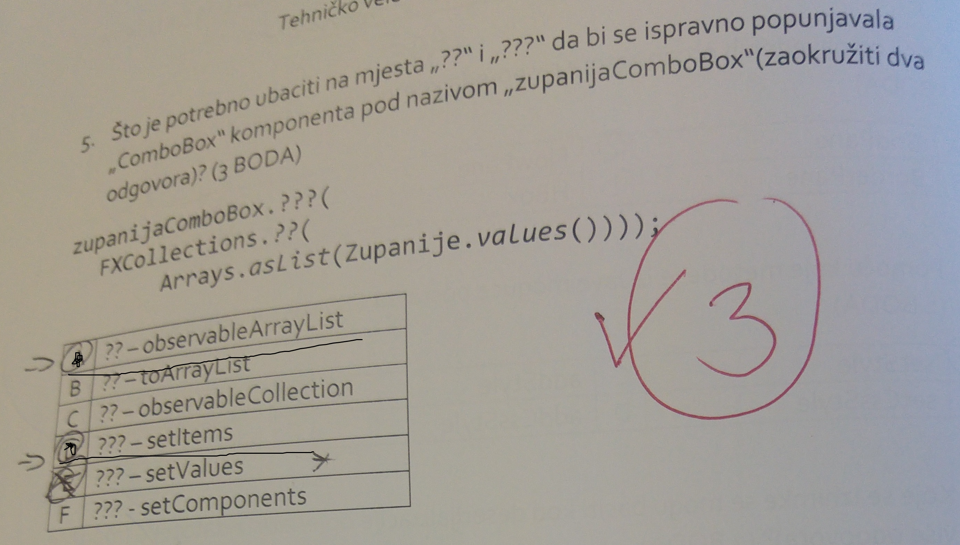 Tehničko vele
5. Što je potrebno ubaciti na mjesta „??“ i „???“ da bi se ispravno popunjavala
„ComboBox“ komponenta pod nazivom „zupanijaComboBox“(zaokružiti dva
odgovora)? (3 BODA)
zupanijaComboBox.???(
FXCollections.??(
Arrays.asList(Zupanije.values())));
A ?? – observableArrayList
B ?? – toArrayList
C ?? – observableCollection
D ??? – setItems
E ??? – setValues
F ??? - setComponents
3